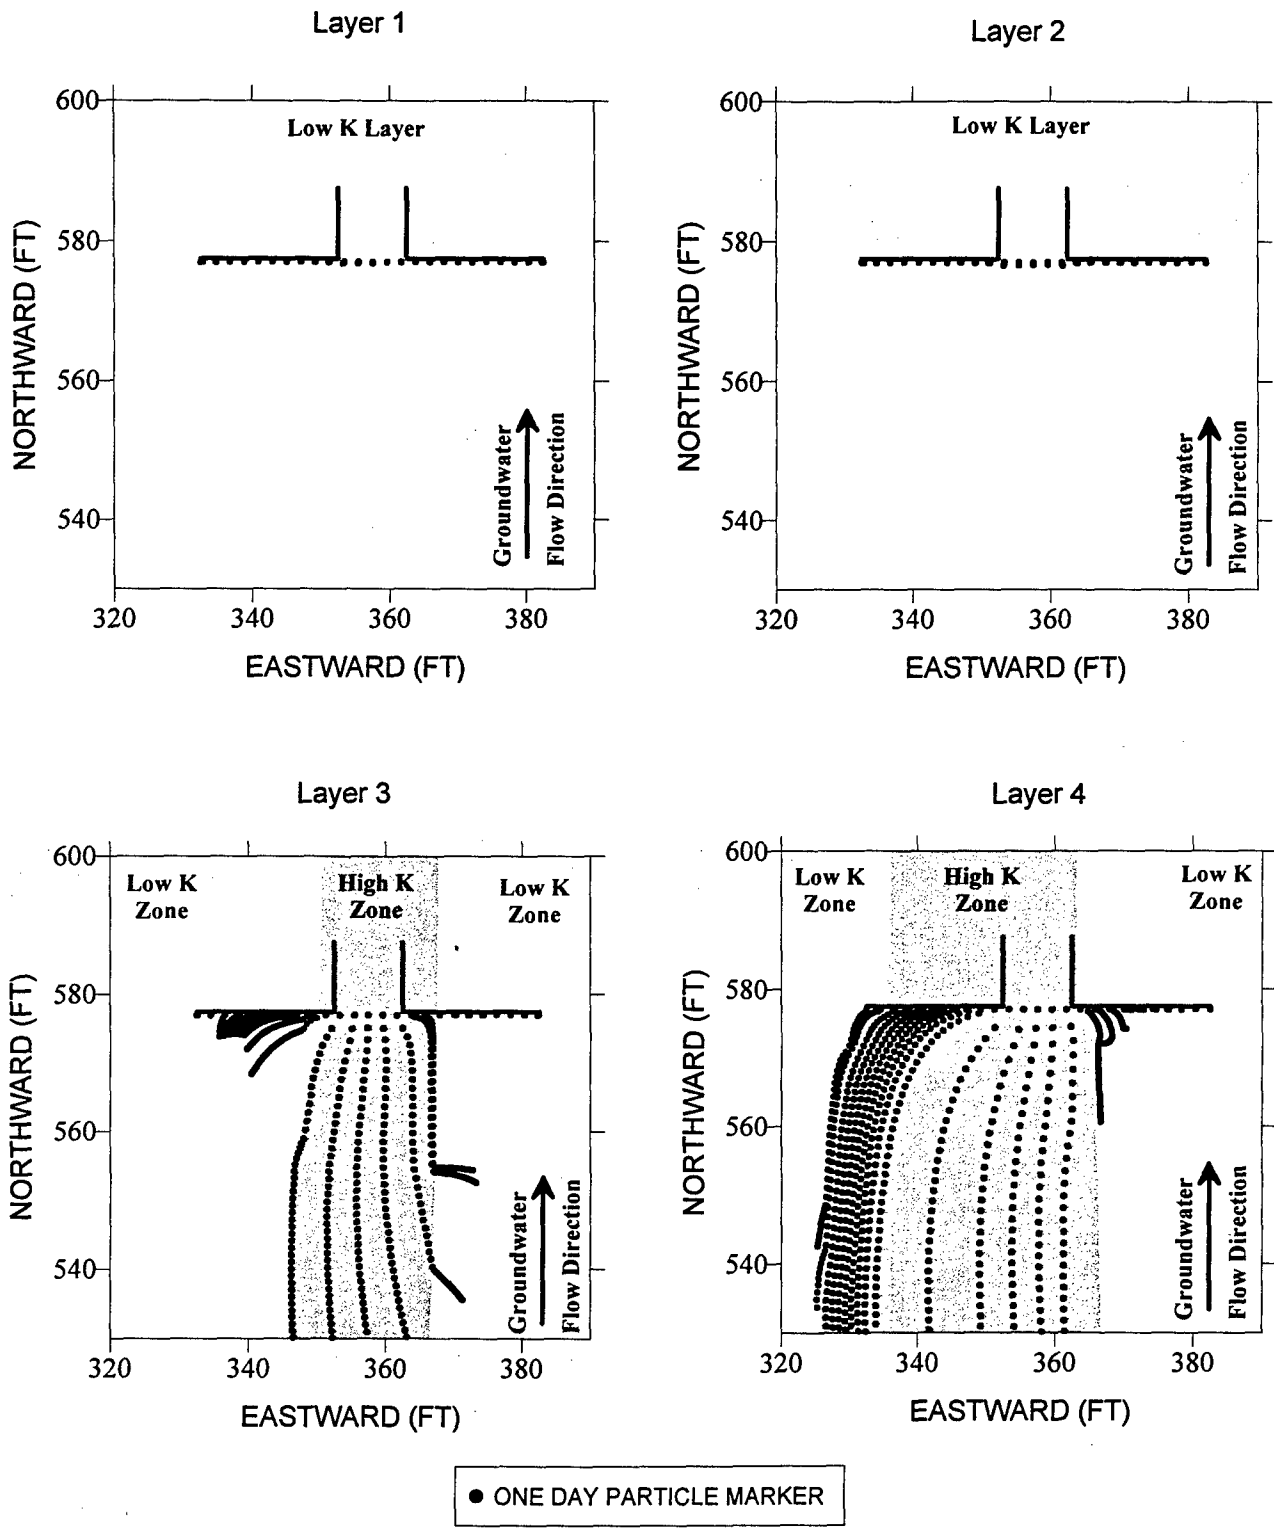 Layer 1
600
580
560
540
NORTHWARD (FT)
Low K Layer
Groundwater
Flow Direction
320 340 360 380
EASTWARD (FT)
Layer 2
600
580
560
540
NORTHWARD (FT)
Low K Layer
Groundwater
Flow Direction
320 340 360 380
EASTWARD (FT)
Layer 3
600
580
560
540
NORTHWARD (FT)
Low K
Zone
High K
Zone
Low K
Zone
Groundwater
Flow Direction
320 340 360 380
EASTWARD (FT)
Layer 4
600
580
560
540
NORTHWARD (FT)
Low K
Zone
High K
Zone
Low K
Zone
Groundwater
Flow Direction
320 340 360 380
EASTWARD (FT)
ONE DAY PARTICLE MARKER